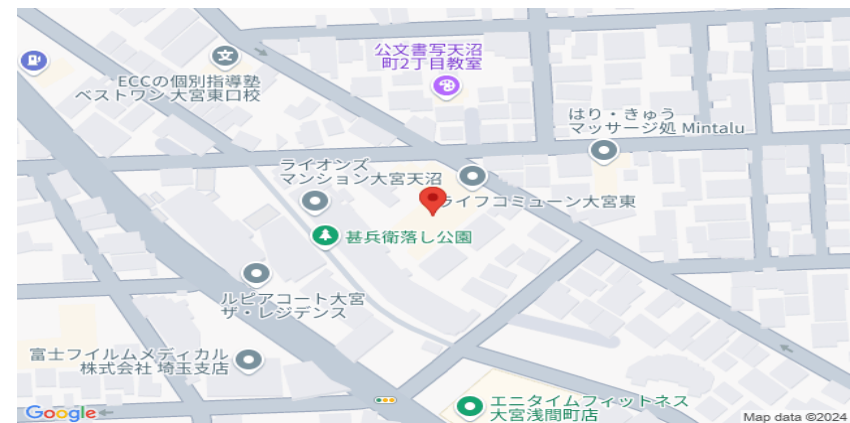 公文書写天沼
町2丁目教室
ECCの個別指導塾
ベストワン 大宮東口校
はり・きゅう
マッサージ処 Mintalu
ライオンズ
マンション大宮天沼
ライフコミューン大宮東
甚兵衛落し公園
ルピアコート大宮
ザ・レジデンス
富士フイルムメディカル
株式会社 埼玉支店
エニタイムフィットネス
大宮浅間町店
Google
Map data ©2024